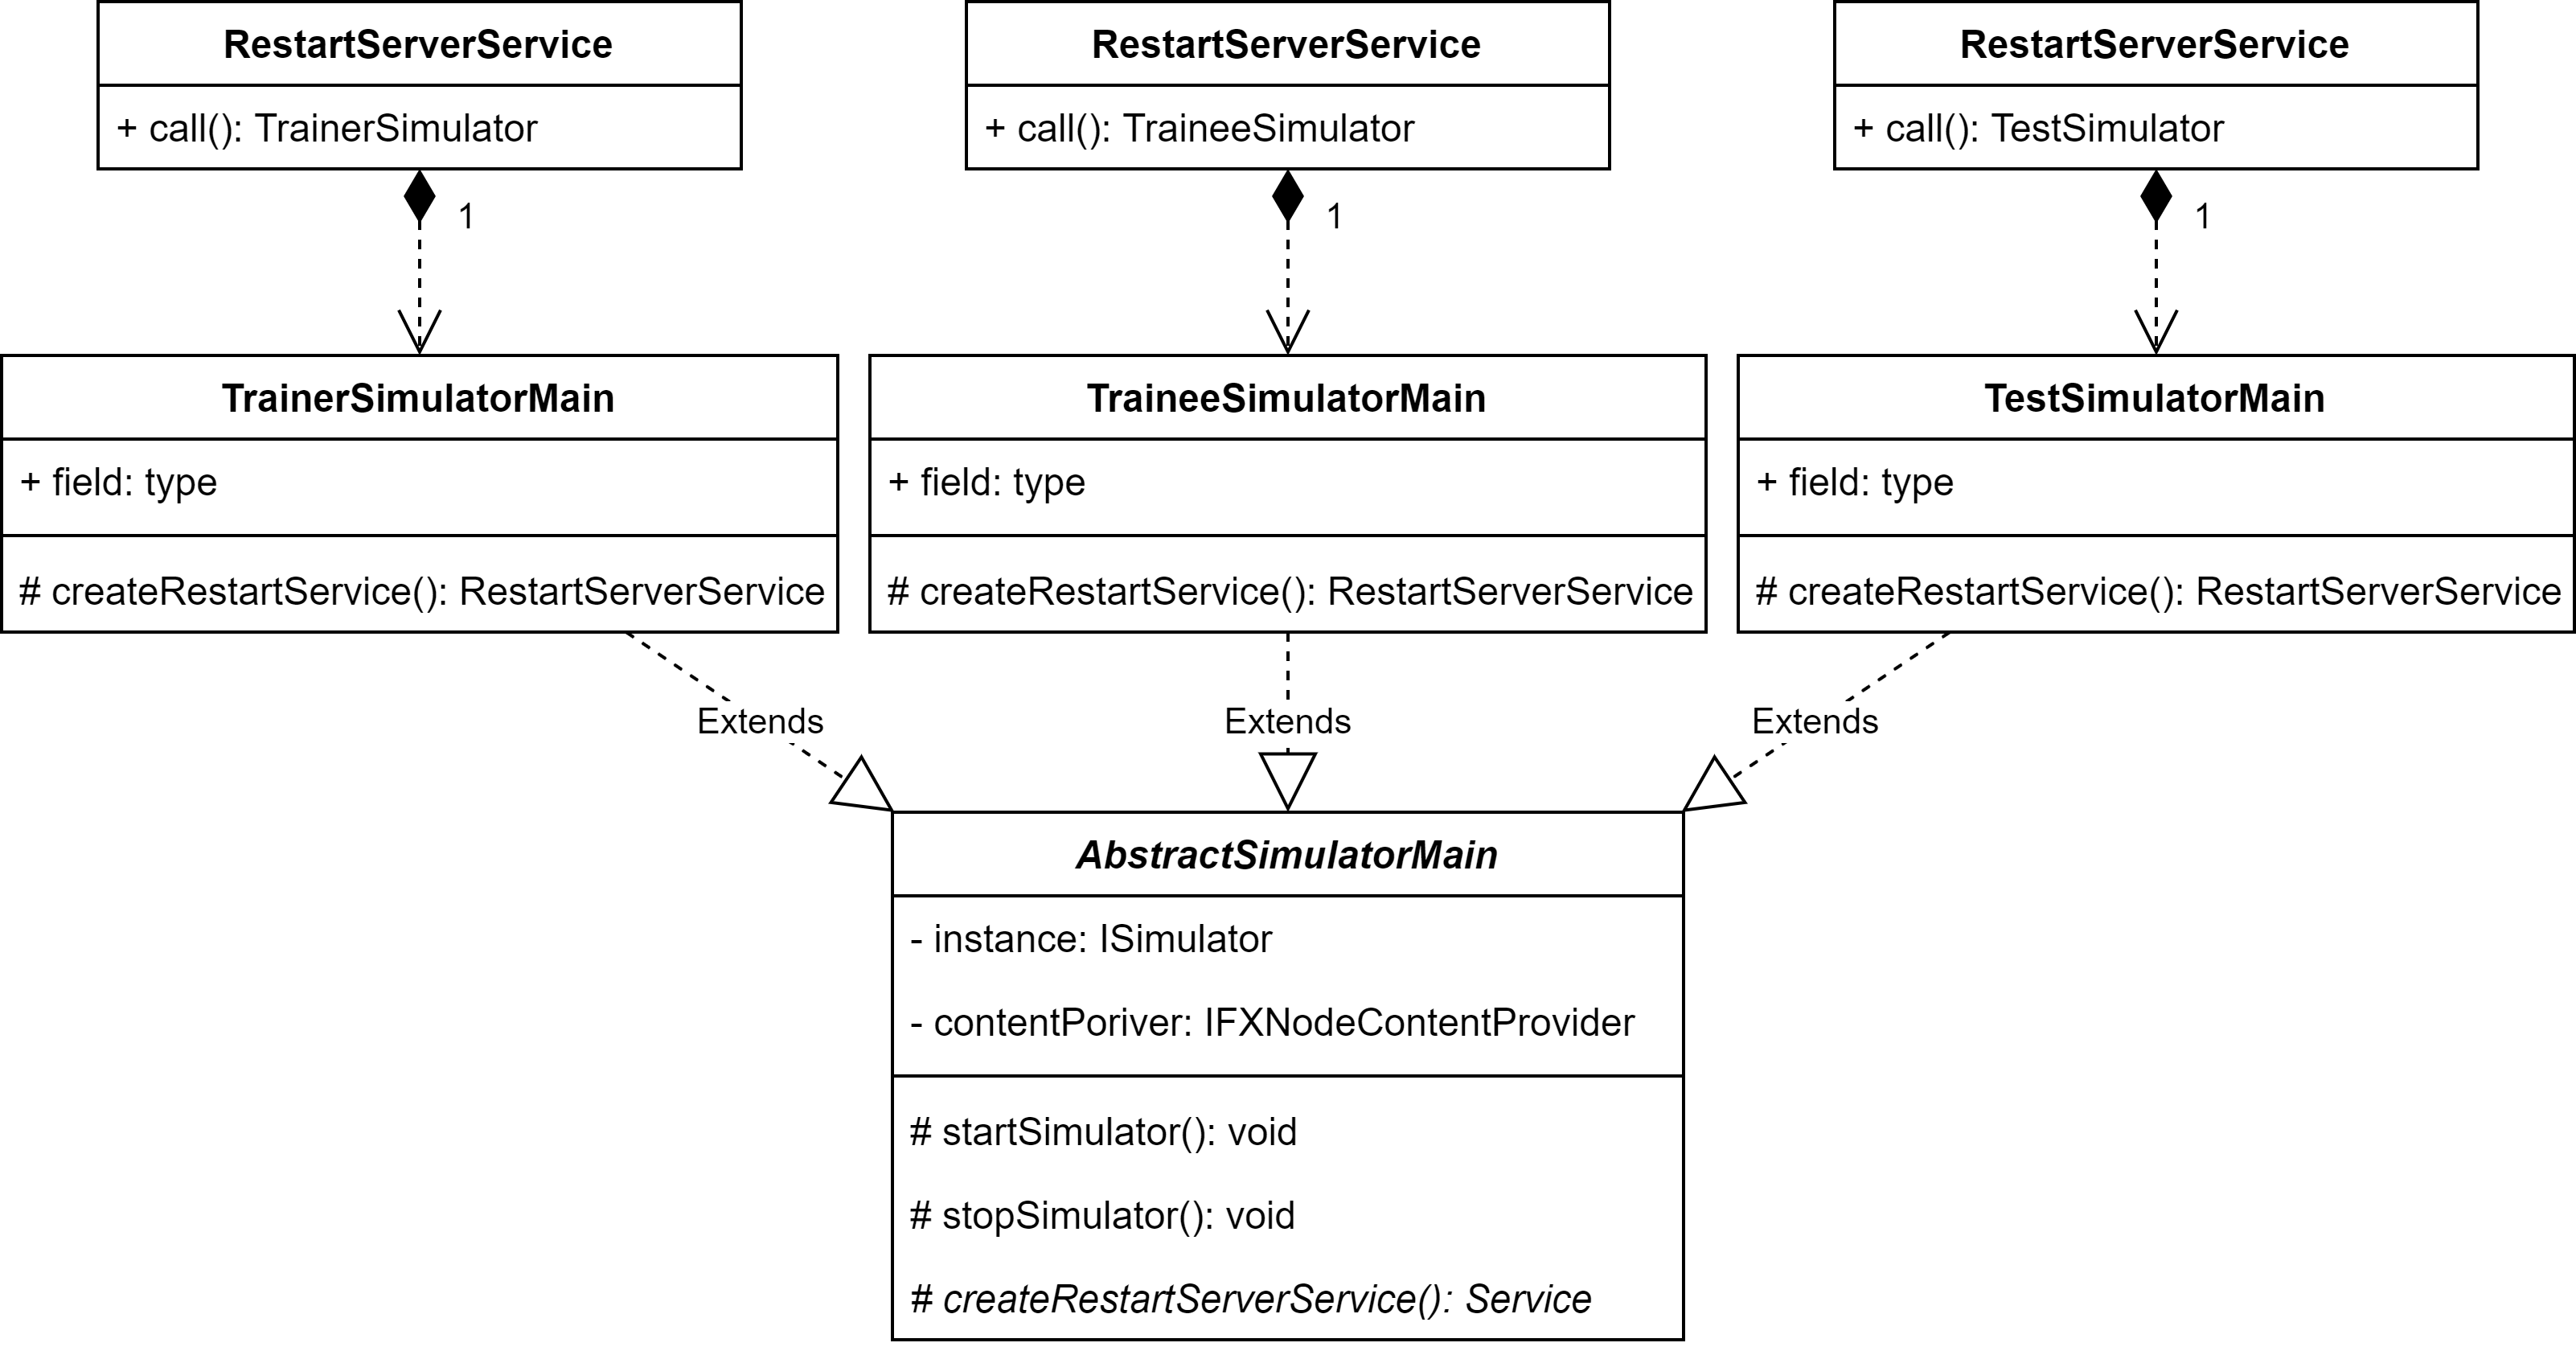 RestartServerService
+ call(): TrainerSimulator
1
RestartServerService
+ call(): TraineeSimulator
1
RestartServerService
+ call(): TestSimulator
1
TrainerSimulatorMain
+ field: type
# createRestartService(): RestartServerService
TraineeSimulatorMain
+ field: type
# createRestartService(): RestartServerService
TestSimulatorMain
+ field: type
# createRestartService(): RestartServerService
Extends
Extends
Extends
AbstractSimulatorMain
- instance: ISimulator
- contentPoriver: IFXNodeContentProvider
# startSimulator(): void
# stopSimulator(): void
# createRestartServerService(): Service